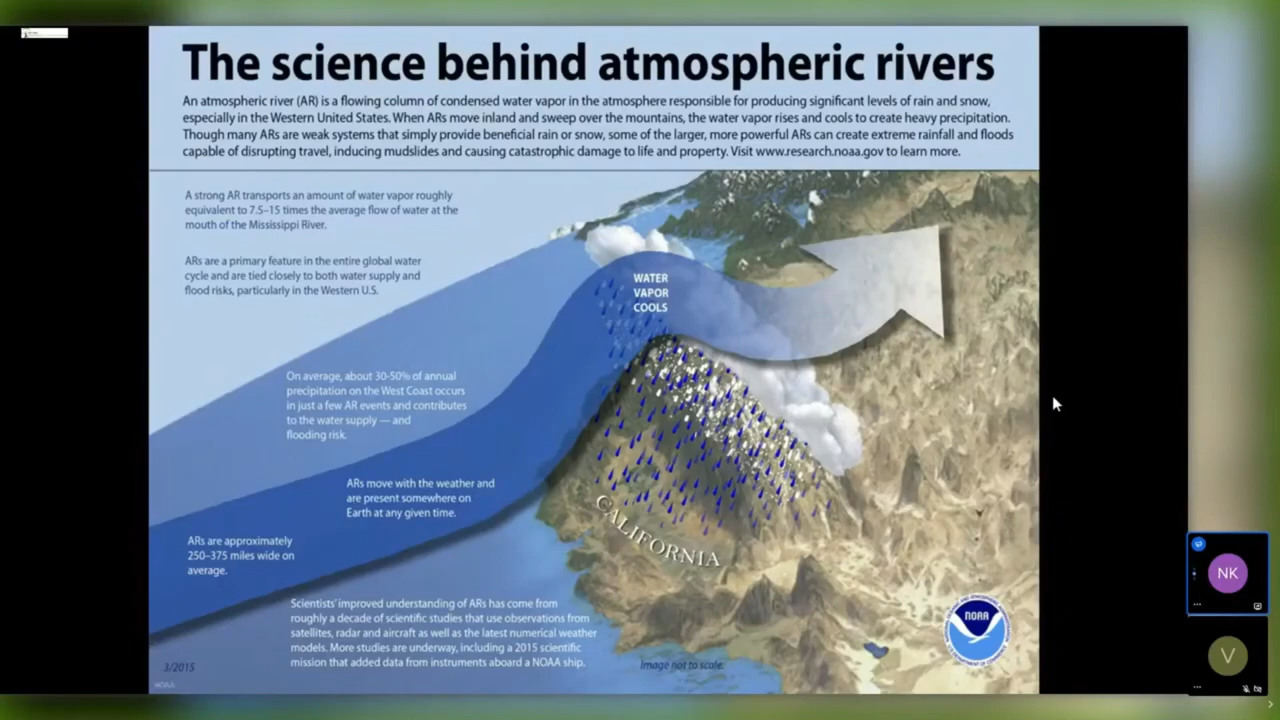 The science behind atmospheric rivers
An atmospheric river (AR) is a flowing column of condensed water vapor in the atmosphere responsible for producing significant levels of rain and snow,
especially in the Western United States. When ARs move inland and sweep over the mountains, the water vapor rises and cools to create heavy precipitation.
Though many ARs are weak systems that simply provide beneficial rain or snow, some of the larger, more powerful ARs can create extreme rainfall and floods
capable of disrupting travel, inducing mudslides and causing catastrophic damage to life and property. Visit www.research.noaa.gov to learn more.
A strong AR transports an amount of water vapor roughly
equivalent to 7.5–15 times the average flow of water at the
mouth of the Mississippi River.
ARs are a primary feature in the entire global water
cycle and are tied closely to both water supply and
flood risks, particularly in the Western U.S.
WATER
VAPOR
COOLS
On average, about 30-50% of annual
precipitation on the West Coast occurs
in just a few AR events and contributes
to the water supply — and
flooding risk.
ARs move with the weather and
are present somewhere on
Earth at any given time.
CALIFORNIA
ARs are approximately
250–375 miles wide on
average.
Scientists' improved understanding of ARs has come from
roughly a decade of scientific studies that use observations from
satellites, radar and aircraft as well as the latest numerical weather
models. More studies are underway, including a 2015 scientific
mission that added data from instruments aboard a NOAA ship.
3/2015
Image not to scale.
NOAA
NOAA
NK
V